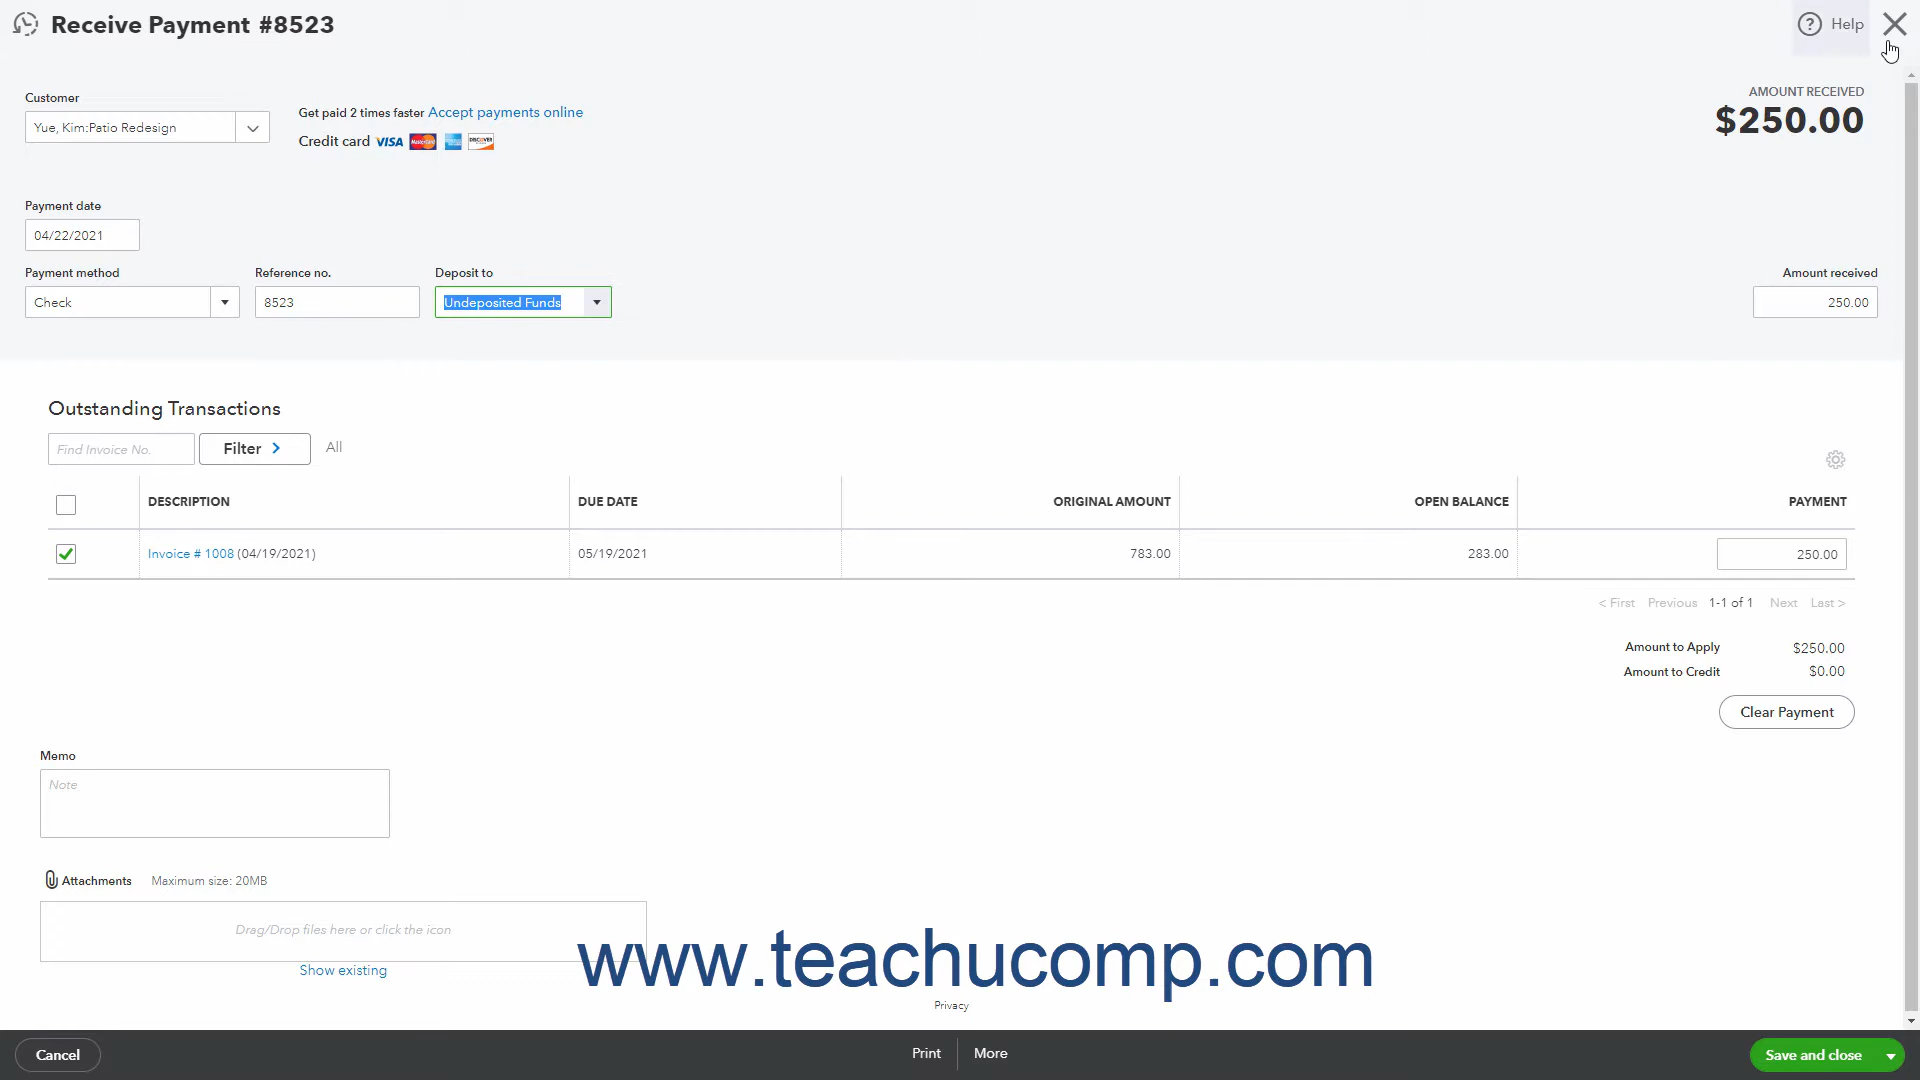 Receive Payment #8523
Help
Customer
Yue, Kim:Patio Redesign
Get paid 2 times faster Accept payments online
Credit card VISA MasterCard DISCOVER
AMOUNT RECEIVED
$250.00
Payment date
04/22/2021
Payment method
Reference no.
Deposit to
Amount received
Check
8523
Undeposited Funds
250.00
Outstanding Transactions
Find Invoice No.
Filter
All
DESCRIPTION
DUE DATE
ORIGINAL AMOUNT
OPEN BALANCE
PAYMENT
Invoice # 1008 (04/19/2021)
05/19/2021
783.00
283.00
250.00
< First Previous 1-1 of 1 Next Last >
Amount to Apply $250.00
Amount to Credit $0.00
Clear Payment
Memo
Note
Attachments Maximum size: 20MB
Drag/Drop files here or click the icon
Show existing
www.teachucomp.com
Privacy
Cancel
Print
More
Save and close